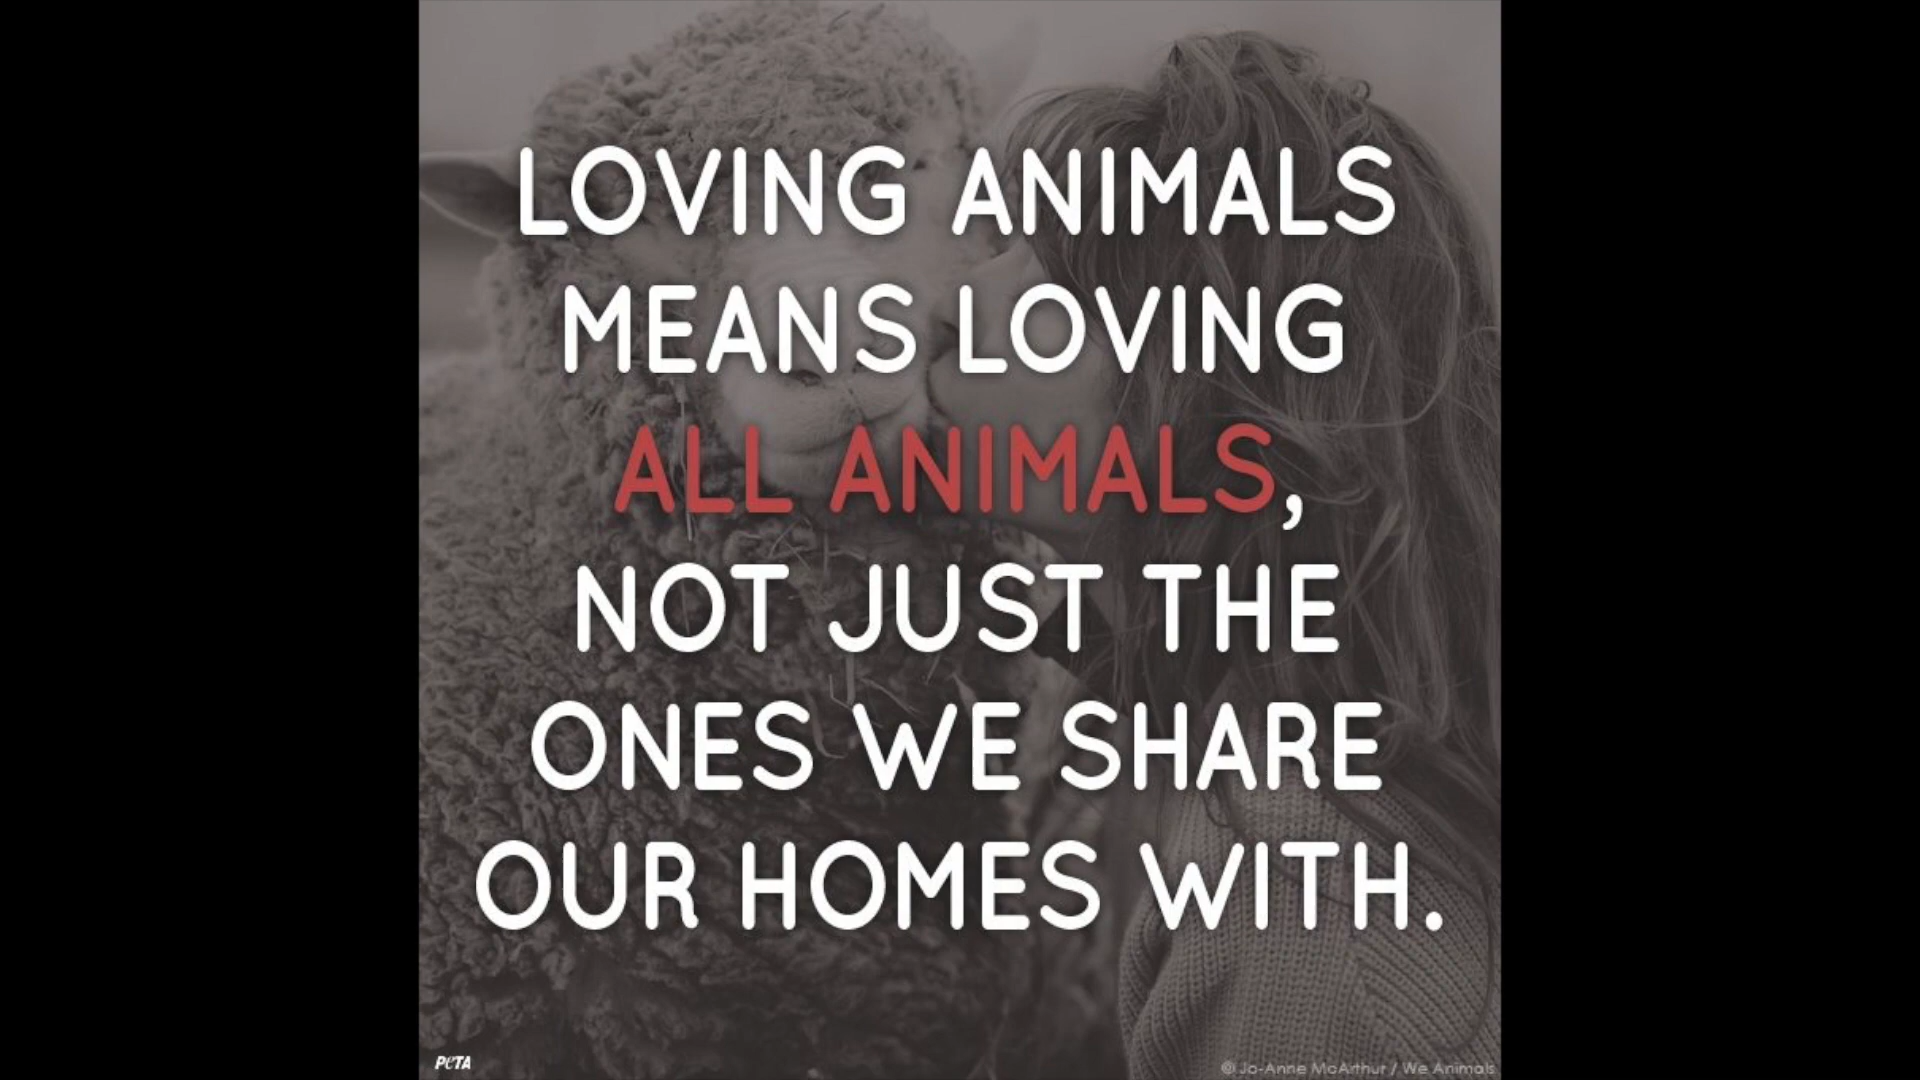 LOVING ANIMALS
MEANS LOVING
ALL ANIMALS,
NOT JUST THE
ONES WE SHARE
OUR HOMES WITH.
PeTA
© Jo-Anne McArthur / We Animals